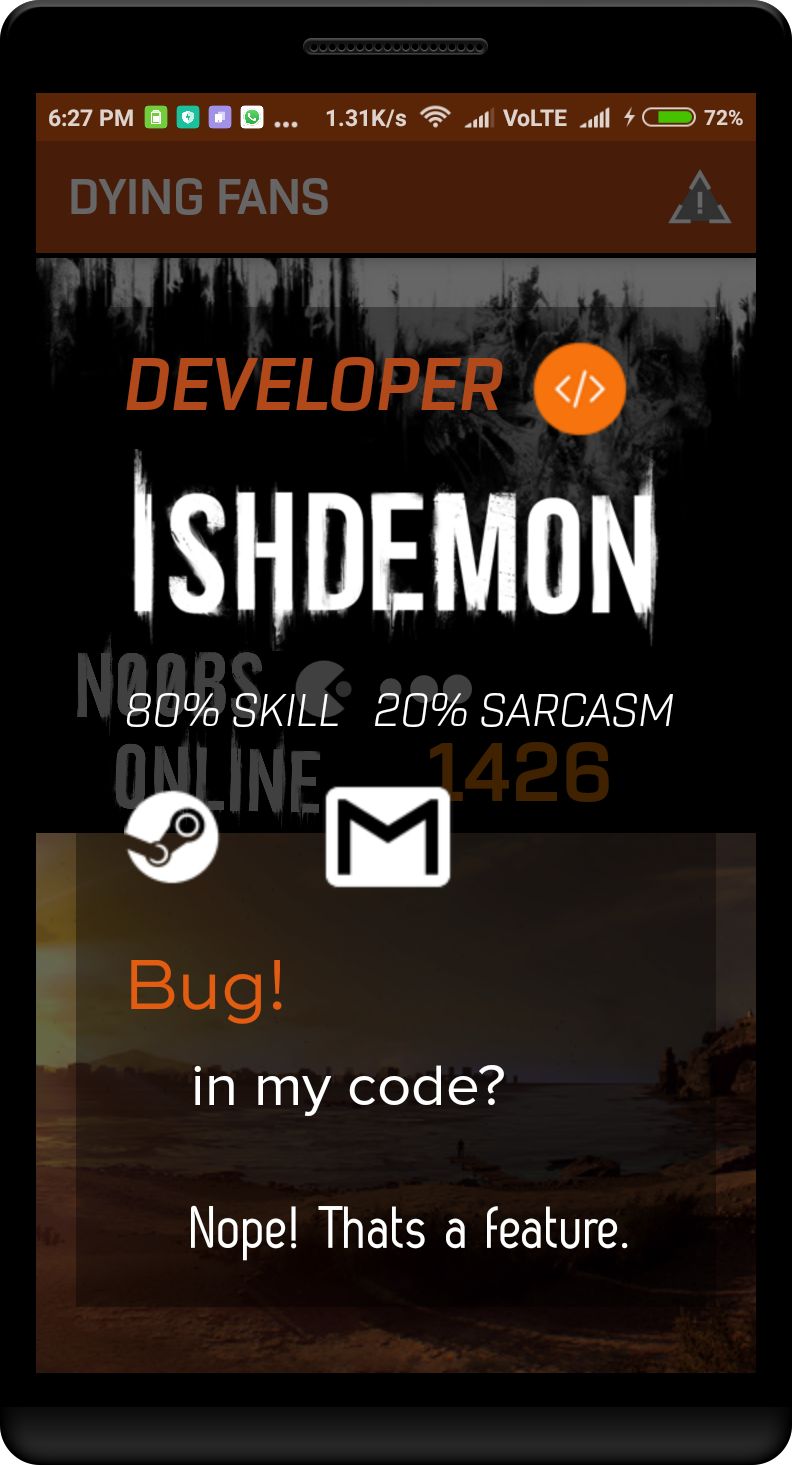 6:27 PM ... 1.31K/s VoLTE 72%
DYING FANS
DEVELOPER </>
ISHDEMON
NOOBS
80% SKILL 20% SARCASM
ONLINE 1426
Bug!
in my code?
Nope! Thats a feature.